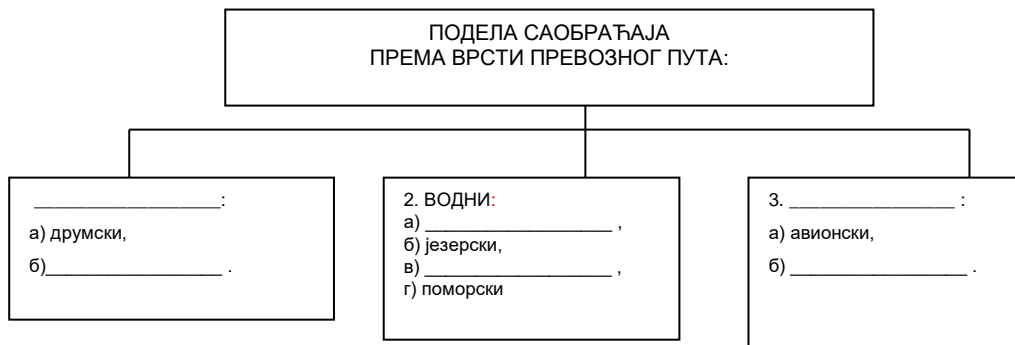 ПОДЕЛА САОБРАЋАЈА
ПРЕМА ВРСТИ ПРЕВОЗНОГ ПУТА:
__________________:
а) друмски,
б)_________________ .
2. ВОДНИ:
а) __________________ ,
б) језерски,
в) __________________ ,
г) поморски
3. ________________ :
а) авионски,
б) _________________ .